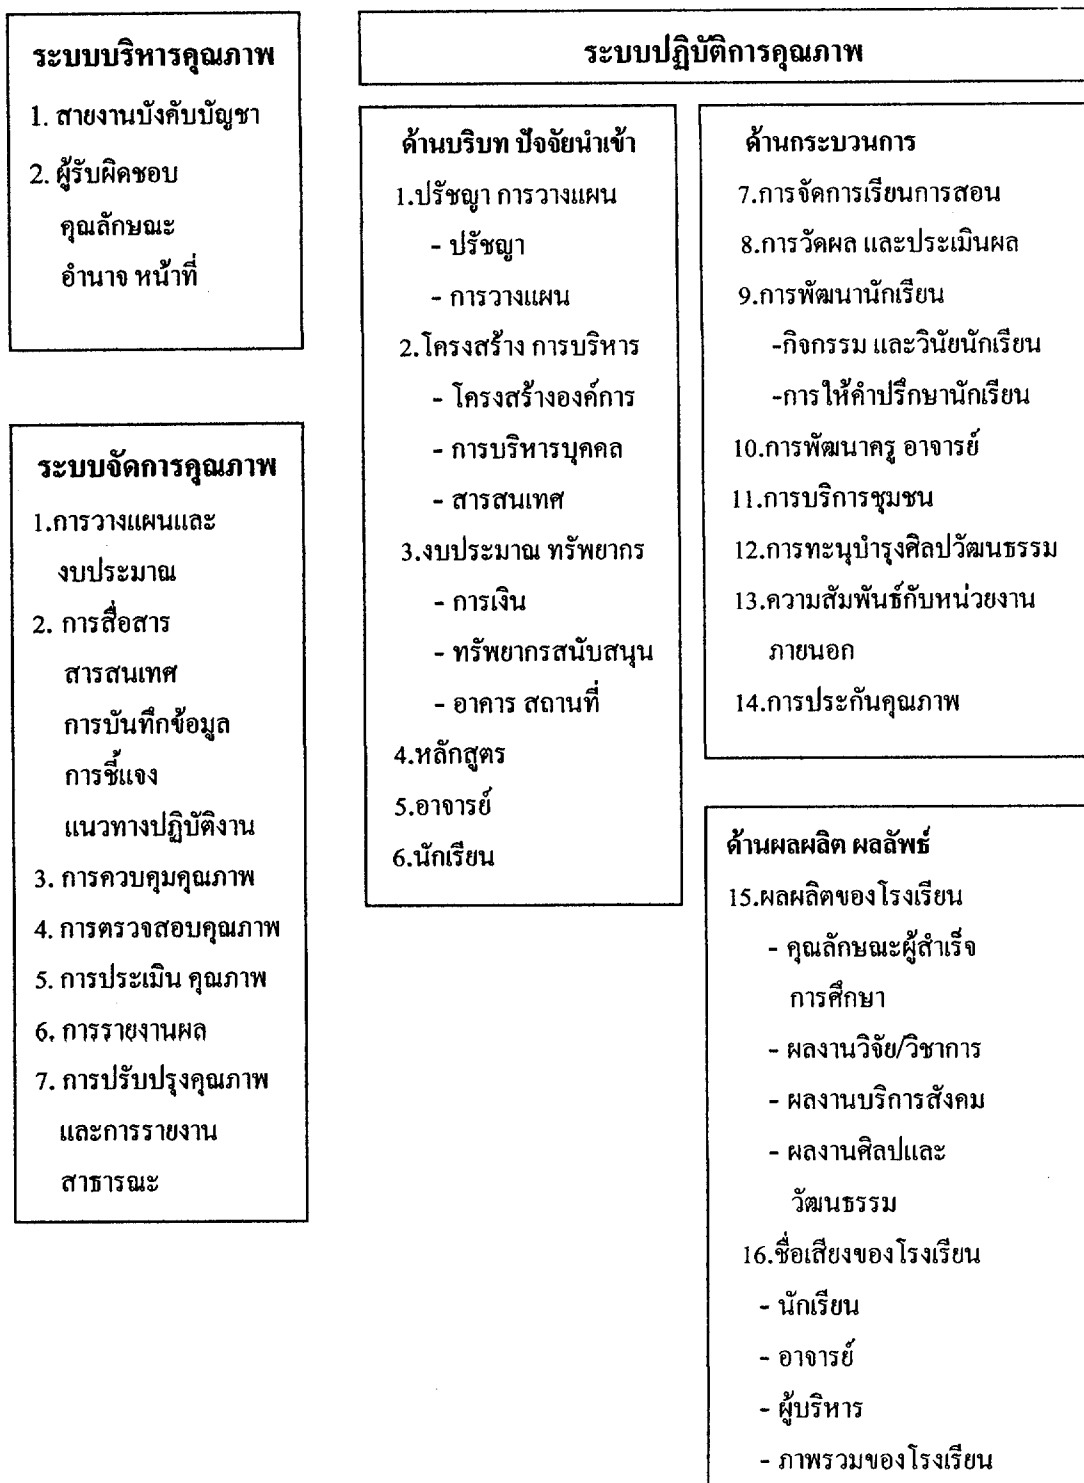 ระบบบริหารคุณภาพ
1. สายงานบังคับบัญชา
2. ผู้รับผิดชอบ
คุณลักษณะ
อำนาจ หน้าที่
ระบบจัดการคุณภาพ
1.การวางแผนและ
งบประมาณ
2. การสื่อสาร
สารสนเทศ
การบันทึกข้อมูล
การชี้แจง
แนวทางปฏิบัติงาน
3. การควบคุมคุณภาพ
4. การตรวจสอบคุณภาพ
5. การประเมิน คุณภาพ
6. การรายงานผล
7. การปรับปรุงคุณภาพ
และการรายงาน
สาธารณะ
ระบบปฏิบัติการคุณภาพ
ด้านบริบท ปัจจัยนำเข้า
1.ปรัชญา การวางแผน
- ปรัชญา
- การวางแผน
2.โครงสร้าง การบริหาร
- โครงสร้างองค์การ
- การบริหารบุคคล
- สารสนเทศ
3.งบประมาณ ทรัพยากร
- การเงิน
- ทรัพยากรสนับสนุน
- อาคาร สถานที่
4.หลักสูตร
5.อาจารย์
6.นักเรียน
ด้านกระบวนการ
7.การจัดการเรียนการสอน
8.การวัดผล และประเมินผล
9.การพัฒนานักเรียน
-กิจกรรม และวินัยนักเรียน
-การให้คำปรึกษานักเรียน
10.การพัฒนาครู อาจารย์
11.การบริการชุมชน
12.การทะนุบำรุงศิลปวัฒนธรรม
13.ความสัมพันธ์กับหน่วยงาน
ภายนอก
14.การประกันคุณภาพ
ด้านผลผลิต ผลลัพธ์
15.ผลผลิตของโรงเรียน
- คุณลักษณะผู้สำเร็จ
การศึกษา
- ผลงานวิจัย/วิชาการ
- ผลงานบริการสังคม
- ผลงานศิลปและ
วัฒนธรรม
16.ชื่อเสียงของโรงเรียน
- นักเรียน
- อาจารย์
- ผู้บริหาร
- ภาพรวมของโรงเรียน